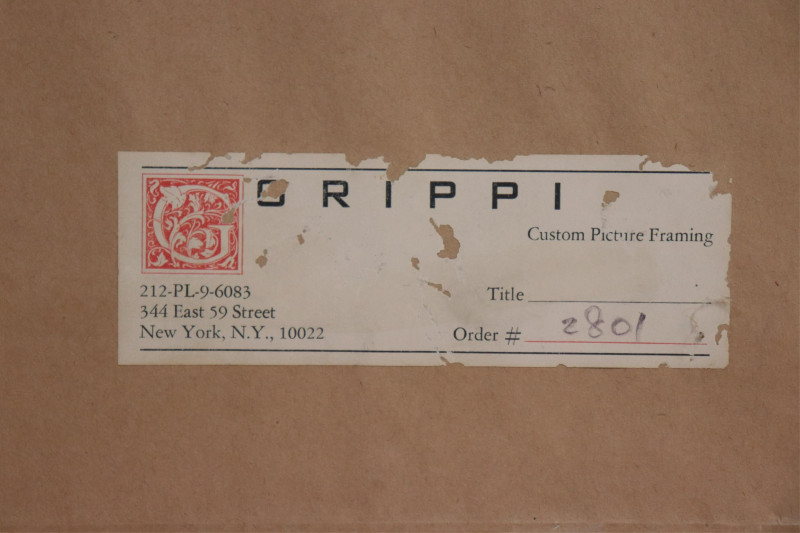 G GRIPPI
Custom Picture Framing
212-PL-9-6083
344 East 59 Street
New York, N.Y., 10022
Title
Order # 2801